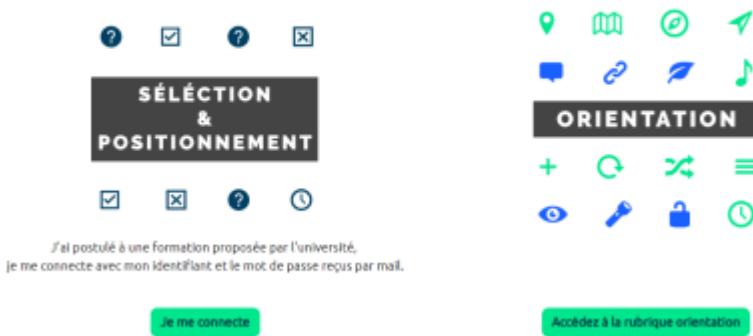 SÉLÉCTION
&
POSITIONNEMENT
J'ai postulé à une formation proposée par l'université,
je me connecte avec mon identifiant et le mot de passe reçus par mail.
Je me connecte
ORIENTATION
Accédez à la rubrique orientation